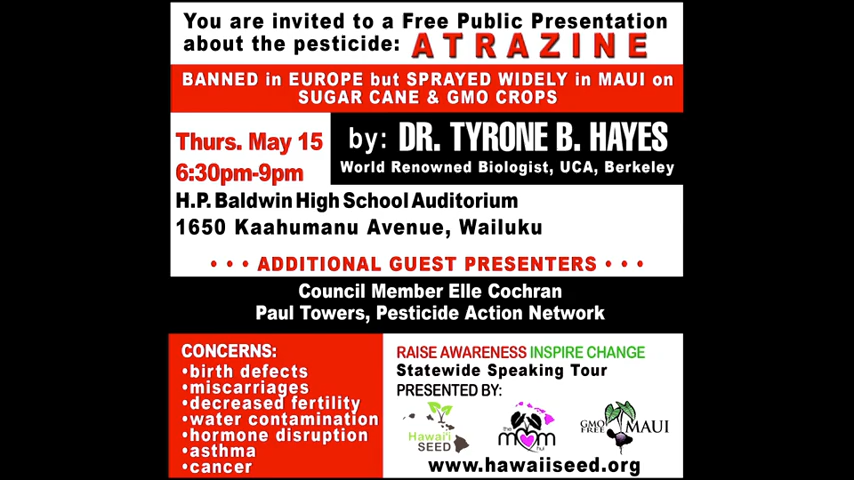 You are invited to a Free Public Presentation
about the pesticide: ATRAZINE
BANNED in EUROPE but SPRAYED WIDELY in MAUI on
SUGAR CANE & GMO CROPS
Thurs. May 15
6:30pm-9pm
by: DR. TYRONE B. HAYES
World Renowned Biologist, UCA, Berkeley
H.P. Baldwin High School Auditorium
1650 Kaahumanu Avenue, Wailuku
• • • ADDITIONAL GUEST PRESENTERS • • •
Council Member Elle Cochran
Paul Towers, Pesticide Action Network
CONCERNS:
•birth defects
•miscarriages
•decreased fertility
•water contamination
•hormone disruption
•asthma
•cancer
RAISE AWARENESS INSPIRE CHANGE
Statewide Speaking Tour
PRESENTED BY:
Hawai'i
SEED
the
MOM
hui
GMO
FREE MAUI
www.hawaiiseed.org